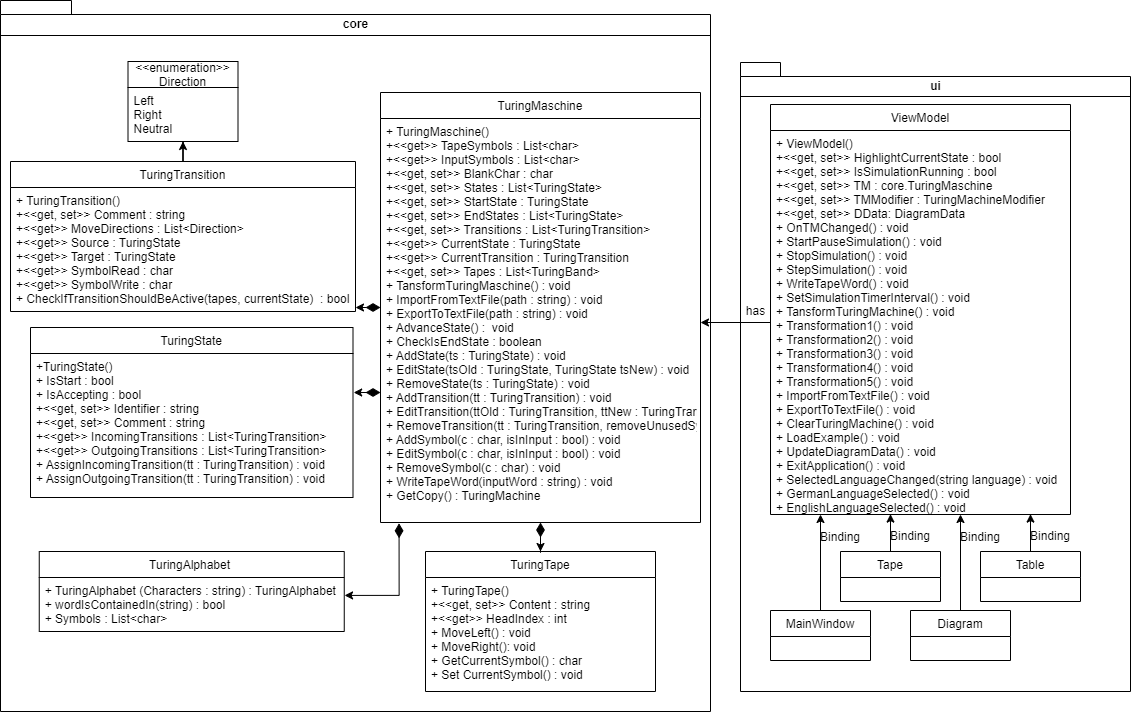 core
<<enumeration>>
Direction
Left
Right
Neutral
TuringTransition
+ TuringTransition()
+<<get, set>> Comment : string
+<<get>> MoveDirections : List<Direction>
+<<get>> Source : TuringState
+<<get>> Target : TuringState
+<<get>> SymbolRead : char
+<<get>> SymbolWrite : char
+ CheckIfTransitionShouldBeActive(tapes, currentState) : bool
TuringState
+TuringState()
+ IsStart : bool
+ IsAccepting : bool
+<<get, set>> Identifier : string
+<<get, set>> Comment : string
+<<get>> IncomingTransitions : List<TuringTransition>
+<<get>> OutgoingTransitions : List<TuringTransition>
+ AssignIncomingTransition(tt : TuringTransition) : void
+ AssignOutgoingTransition(tt : TuringTransition) : void
TuringMaschine
+ TuringMaschine()
+<<get>> TapeSymbols : List<char>
+<<get>> InputSymbols : List<char>
+<<get, set>> BlankChar : char
+<<get, set>> States : List<TuringState>
+<<get, set>> StartState : TuringState
+<<get, set>> EndStates : List<TuringState>
+<<get, set>> Transitions : List<TuringTransition>
+<<get>> CurrentState : TuringState
+<<get>> CurrentTransition : TuringTransition
+<<get, set>> Tapes : List<TuringBand>
+ TansformTuringMaschine() : void
+ ImportFromTextFile(path : string) : void
+ ExportToTextFile(path : string) : void
+ AdvanceState() : void
+ CheckIsEndState : boolean
+ AddState(ts : TuringState) : void
+ EditState(tsOld : TuringState, TuringState tsNew) : void
+ RemoveState(ts : TuringState) : void
+ AddTransition(tt : TuringTransition) : void
+ EditTransition(ttOld : TuringTransition, ttNew : TuringTrar
+ RemoveTransition(tt : TuringTransition, removeUnusedS
+ AddSymbol(c : char, isInInput : bool) : void
+ EditSymbol(c : char, isInInput : bool) : void
+ RemoveSymbol(c : char) : void
+ WriteTapeWord(inputWord : string) : void
+ GetCopy() : TuringMachine
TuringAlphabet
+ TuringAlphabet (Characters : string) : TuringAlphabet
+ wordIsContainedIn(string) : bool
+ Symbols : List<char>
TuringTape
+ TuringTape()
+<<get, set>> Content : string
+<<get>> HeadIndex : int
+ MoveLeft() : void
+ MoveRight(): void
+ GetCurrentSymbol() : char
+ Set CurrentSymbol() : void
has
ui
ViewModel
+ ViewModel()
+<<get, set>> HighlightCurrentState : bool
+<<get, set>> IsSimulationRunning : bool
+<<get, set>> TM : core.TuringMaschine
+<<get, set>> TMModifier : TuringMachineModifier
+<<get, set>> DData: DiagramData
+ OnTMChanged() : void
+ StartPauseSimulation() : void
+ StopSimulation() : void
+ StepSimulation() : void
+ WriteTapeWord() : void
+ SetSimulationTimerInterval() : void
+ TansformTuringMachine() : void
+ Transformation1() : void
+ Transformation2() : void
+ Transformation3() : void
+ Transformation4() : void
+ Transformation5() : void
+ ImportFromTextFile() : void
+ ExportToTextFile() : void
+ ClearTuringMachine() : void
+ LoadExample() : void
+ UpdateDiagramData() : void
+ ExitApplication() : void
+ SelectedLanguageChanged(string language) : void
+ GermanLanguageSelected() : void
+ EnglishLanguageSelected() : void
Binding
Binding
Binding
Binding
Tape
Table
MainWindow
Diagram